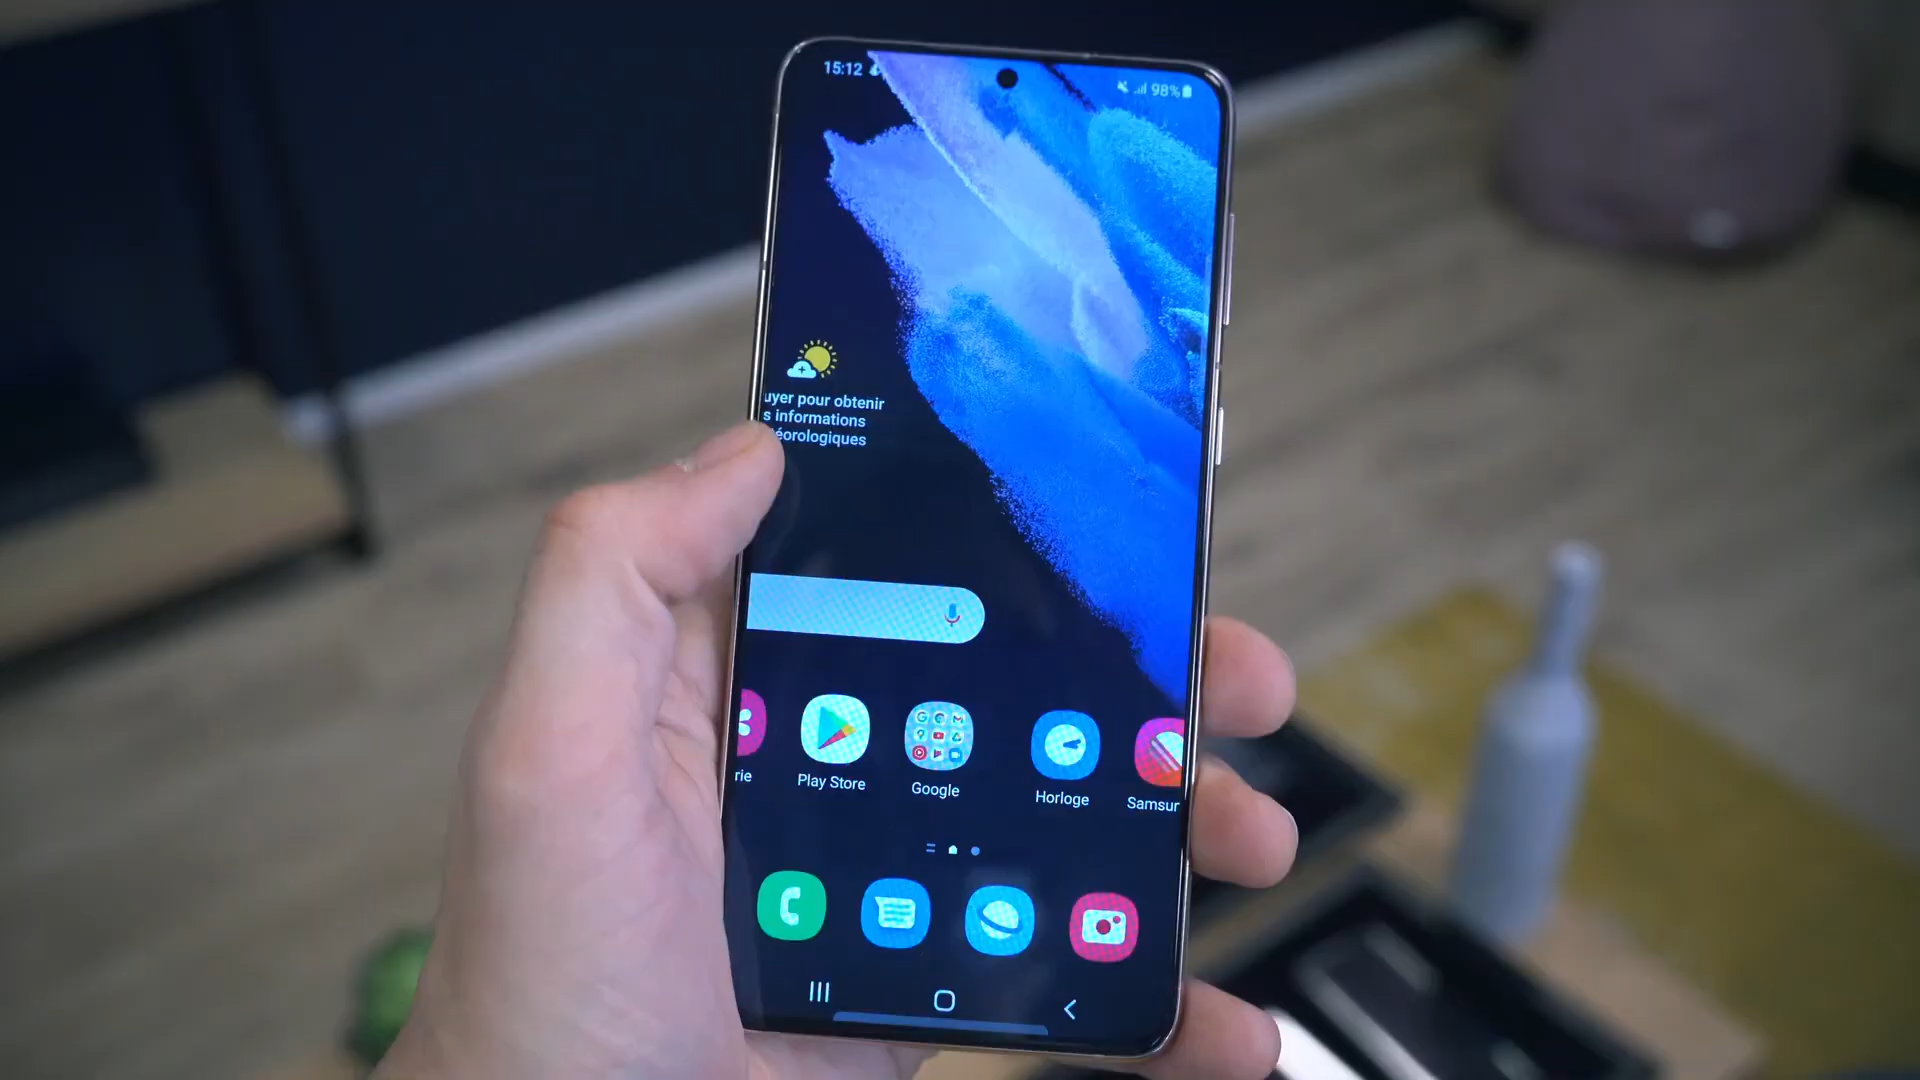 15:12
98%
uyer pour obtenir
s informations
éorologiques
rie
Play Store
Google
Horloge
Samsur